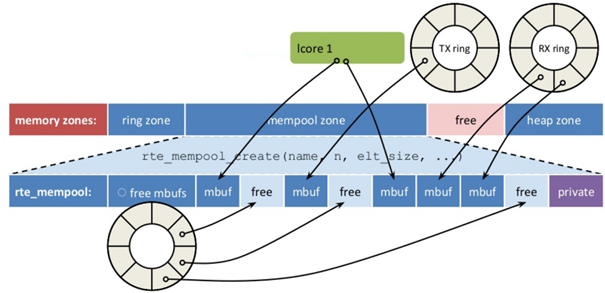 lcore 1
TX ring
RX ring
memory zones:
ring zone
mempool zone
free
heap zone
rte_mempool_create(name, n, elt_size, ...)
rte_mempool:
free mbufs
mbuf
free
mbuf
free
mbuf
mbuf
mbuf
free
private